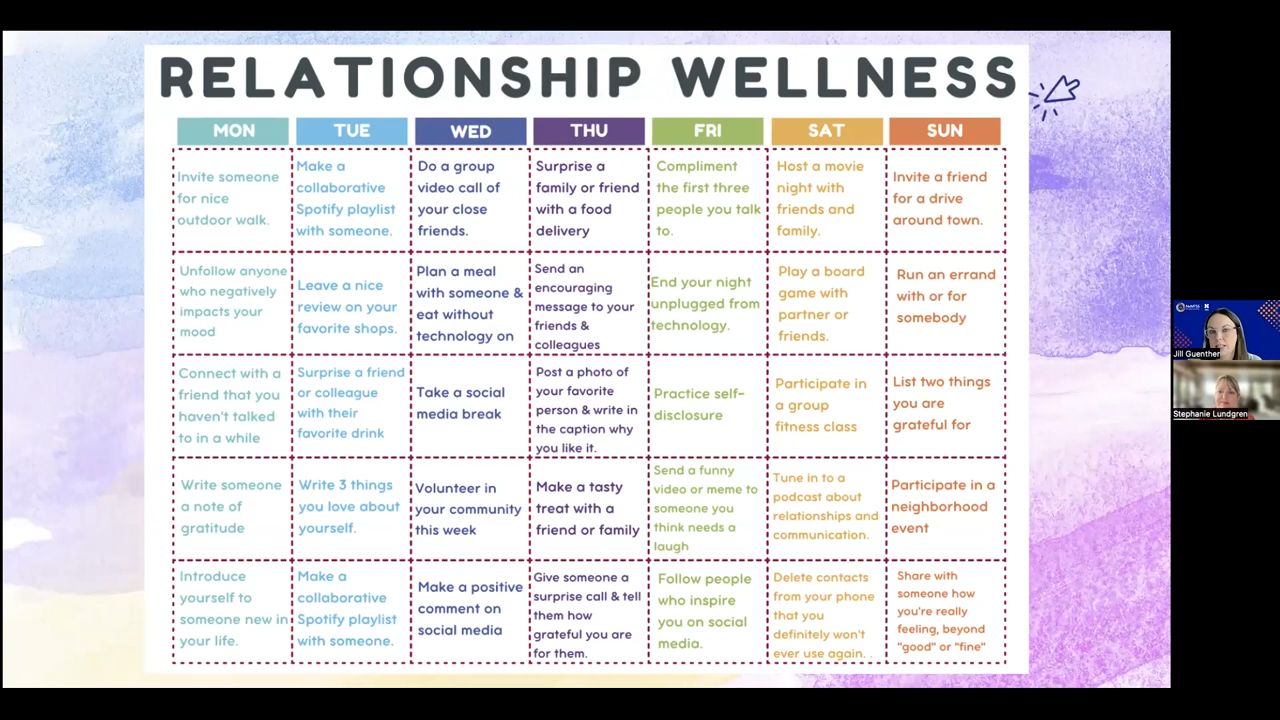 RELATIONSHIP WELLNESS
MON
TUE
WED
THU
FRI
SAT
SUN
Invite someone
for nice
outdoor walk.
Make a
collaborative
Spotify playlist
with someone.
Do a group
video call of
your close
friends.
Surprise a
family or friend
with a food
delivery
Compliment
the first three
people you talk
to.
Host a movie
night with
friends and
family.
Invite a friend
for a drive
around town.
Unfollow anyone
who negatively
impacts your
mood
Leave a nice
review on your
favorite shops.
Plan a meal
with someone &
eat without
technology on
Send an
encouraging
message to your
friends &
colleagues
End your night
unplugged from
technology.
Play a board
game with
partner or
friends.
Run an errand
with or for
somebody
Connect with a
friend that you
haven't talked
to in a while
Surprise a friend
or colleague
with their
favorite drink
Take a social
media break
Post a photo of
your favorite
person & write in
the caption why
you like it.
Practice self-
disclosure
Participate in
a group
fitness class
List two things
you are
grateful for
Write someone
a note of
gratitude
Write 3 things
you love about
yourself.
Volunteer in
your community
this week
Make a tasty
treat with a
friend or family
Send a funny
video or meme to
someone you
think needs a
laugh
Tune in to a
podcast about
relationships and
communication.
Participate in a
neighborhood
event
Introduce
yourself to
someone new in
your life.
Make a
collaborative
Spotify playlist
with someone.
Make a positive
comment on
social media
Give someone a
surprise call & tell
them how
grateful you are
for them.
Follow people
who inspire
you on social
media.
Delete contacts
from your phone
that you
definitely won't
ever use again. .
Share with
someone how
you're really
feeling, beyond
"good" or "fine"
Jill Guenther
Stephanie Lundgren